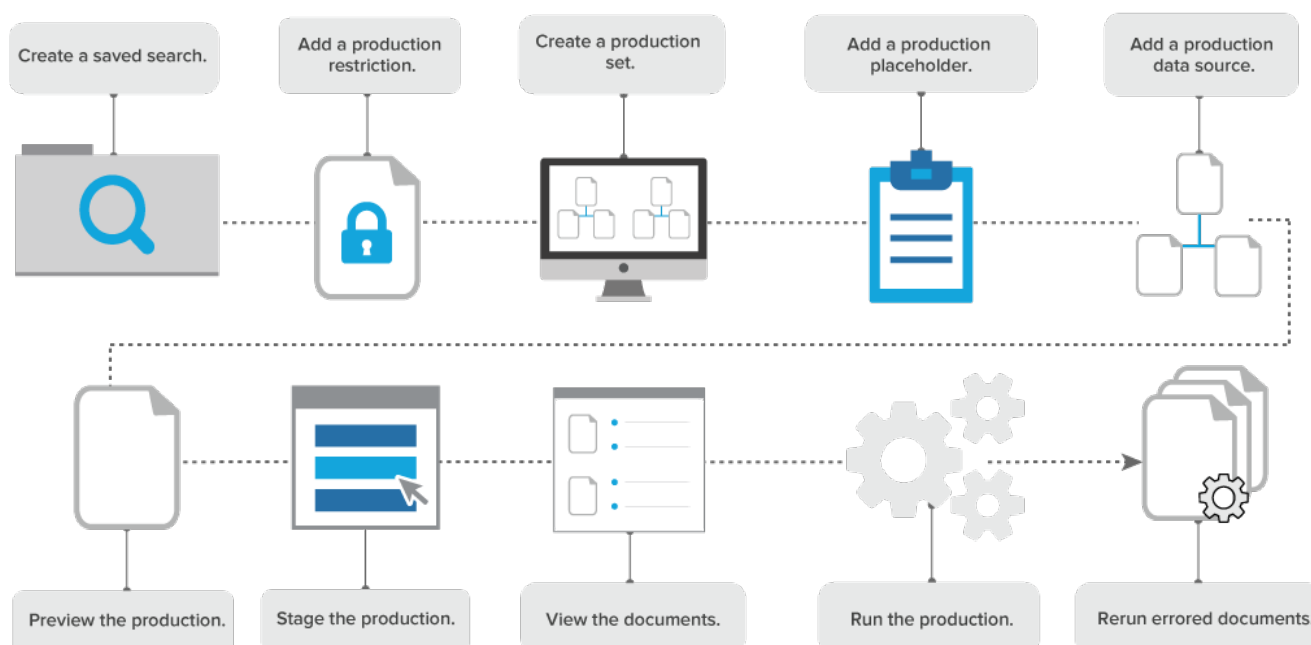 Create a saved search.
Add a production
restriction.
Create a production
set.
Add a production
placeholder.
Add a production
data source.
Preview the production.
Stage the production.
View the documents.
Run the production.
Rerun errored documents.